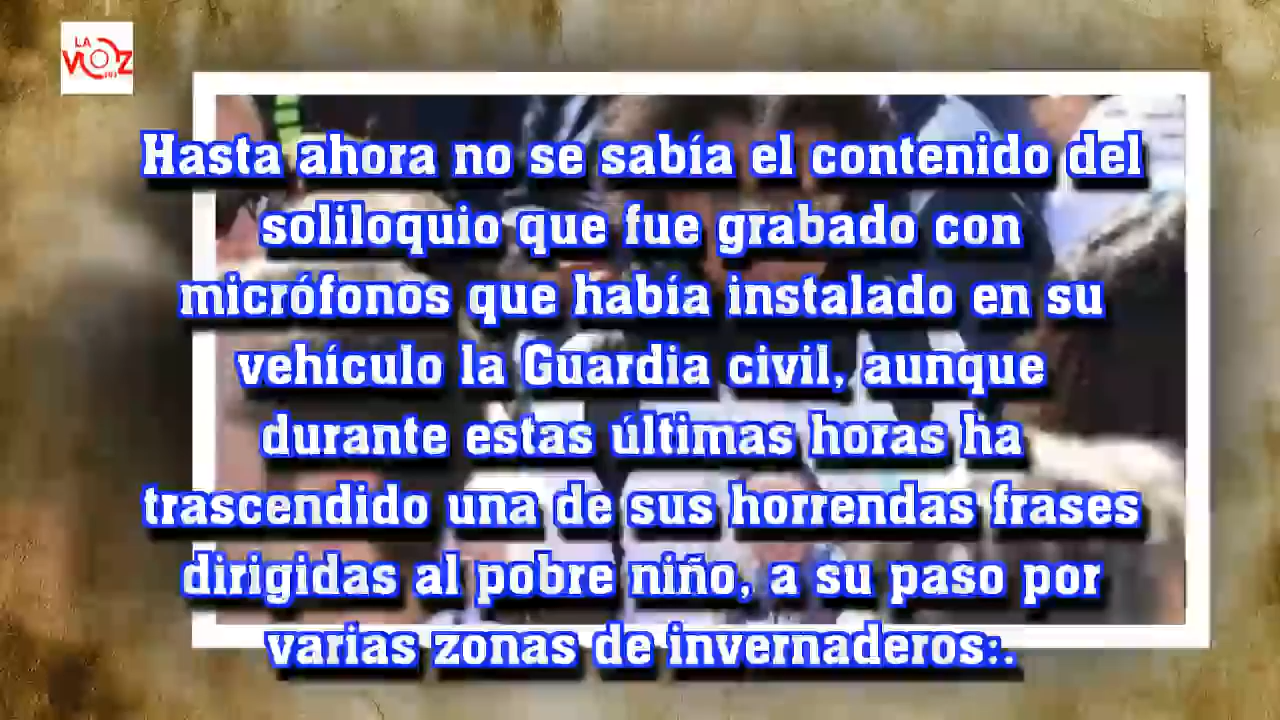 LA
VOZ
Hasta ahora no se sabía el contenido del
soliloquio que fue grabado con
micrófonos que había instalado en su
vehículo la Guardia civil, aunque
durante estas últimas horas ha
trascendido una de sus horrendas frases
dirigidas al pobre niño, a su paso por
varias zonas de invernaderos:.